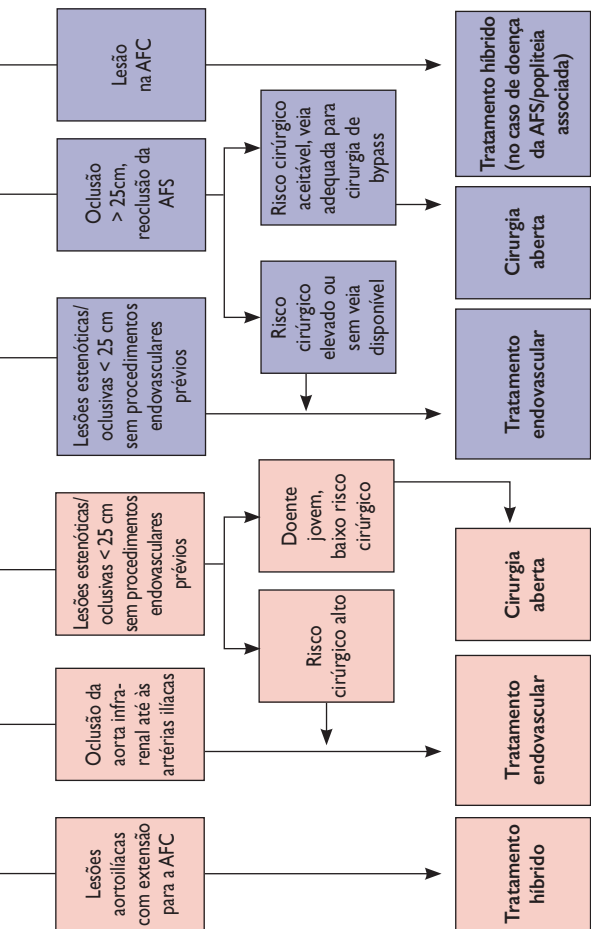 Lesões
aortoilíacas
com extensão
para a AFC
Oclusão da
aorta infra-
renal até às
artérias ilíacas
Lesões estenóticas/
oclusivas < 25 cm
sem procedimentos
endovasculares
prévios
Lesões estenóticas/
oclusivas < 25 cm
sem procedimentos
endovasculares
prévios
Oclusão
> 25cm,
reoclusão da
AFS
Lesão
na AFC
Risco
cirúrgico alto
Doente
jovem,
baixo risco
cirúrgico
Risco
cirúrgico
elevado ou
sem veia
disponível
Risco cirúrgico
aceitável, veia
adequada para
cirurgia de
bypass
Tratamento
híbrido
Tratamento
endovascular
Cirurgia
aberta
Tratamento
endovascular
Cirurgia
aberta
Tratamento híbrido
(no caso de doença
da AFS/popliteia
associada)